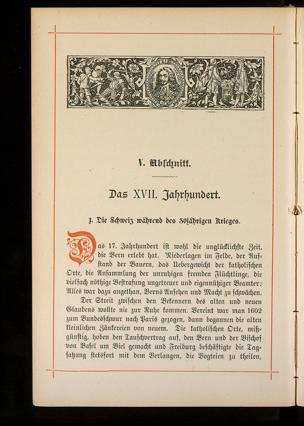 V. Abschnitt.
Das XVII. Jahrhundert.
1. Die Schweiz während des 30jährigen Krieges.
Das 17. Jahrhundert ist wohl die unglücklichste Zeit,
die Bern erlebt hat. Niederlagen im Felde, der Auf-
stand der Bauern, das Uebergewicht der katholischen
Orte, die Ansammlung der unruhigen fremden Flüchtlinge, die
vielfach nöthige Bestrafung ungetreuer und eigennütziger Beamter:
Alles war dazu angethan, Berns Ansehen und Macht zu schwächen.
Der Streit zwischen den Bekennern des alten und neuen
Glaubens wollte nie zur Ruhe kommen. Vereint war man 1602
zum Bundesschwur nach Paris gezogen, dann begannen die alten
kleinlichen Zänkereien von neuem. Die katholischen Orte, miß-
günstig, hoben den Tauschvertrag auf, den Bern und der Bischof
von Basel um Biel gemacht und Freiburg beschäftigte die Tag-
satzung stetsfort mit dem Verlangen, die Vogteien zu theilen,